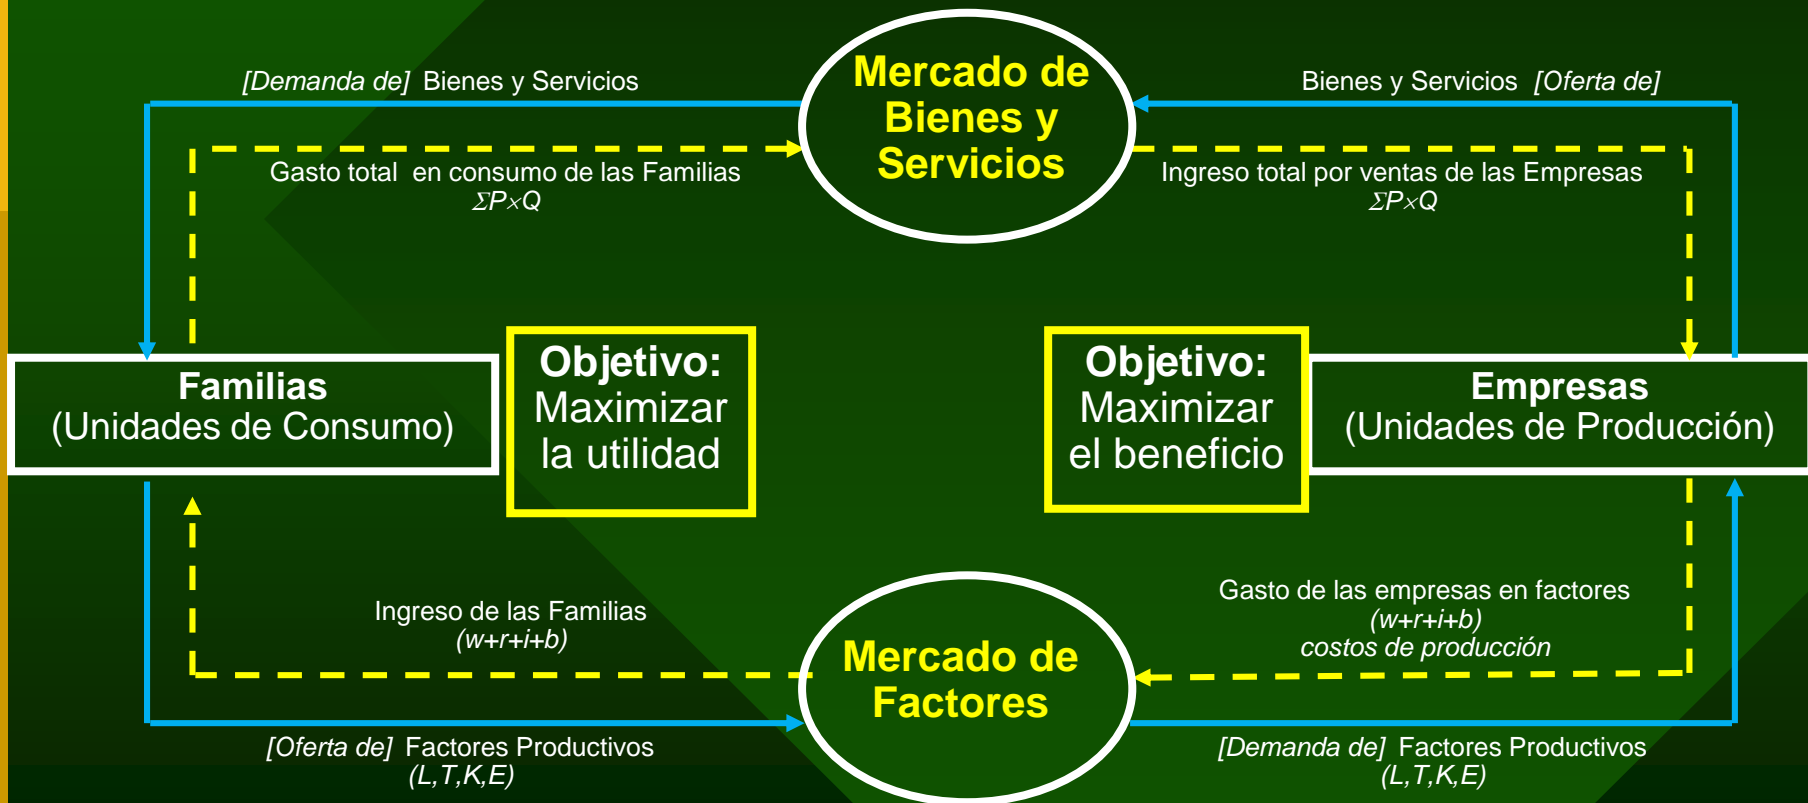 [Demanda de] Bienes y Servicios
Mercado de
Bienes y
Servicios
Bienes y Servicios [Oferta de]
Gasto total en consumo de las Familias
ΣP×Q
Ingreso total por ventas de las Empresas
ΣP×Q
Familias
(Unidades de Consumo)
Objetivo:
Maximizar
la utilidad
Objetivo:
Maximizar
el beneficio
Empresas
(Unidades de Producción)
Ingreso de las Familias
(w+r+i+b)
Gasto de las empresas en factores
(w+r+i+b)
costos de producción
Mercado de
Factores
[Oferta de] Factores Productivos
(L,T,K,E)
[Demanda de] Factores Productivos
(L,T,K,E)